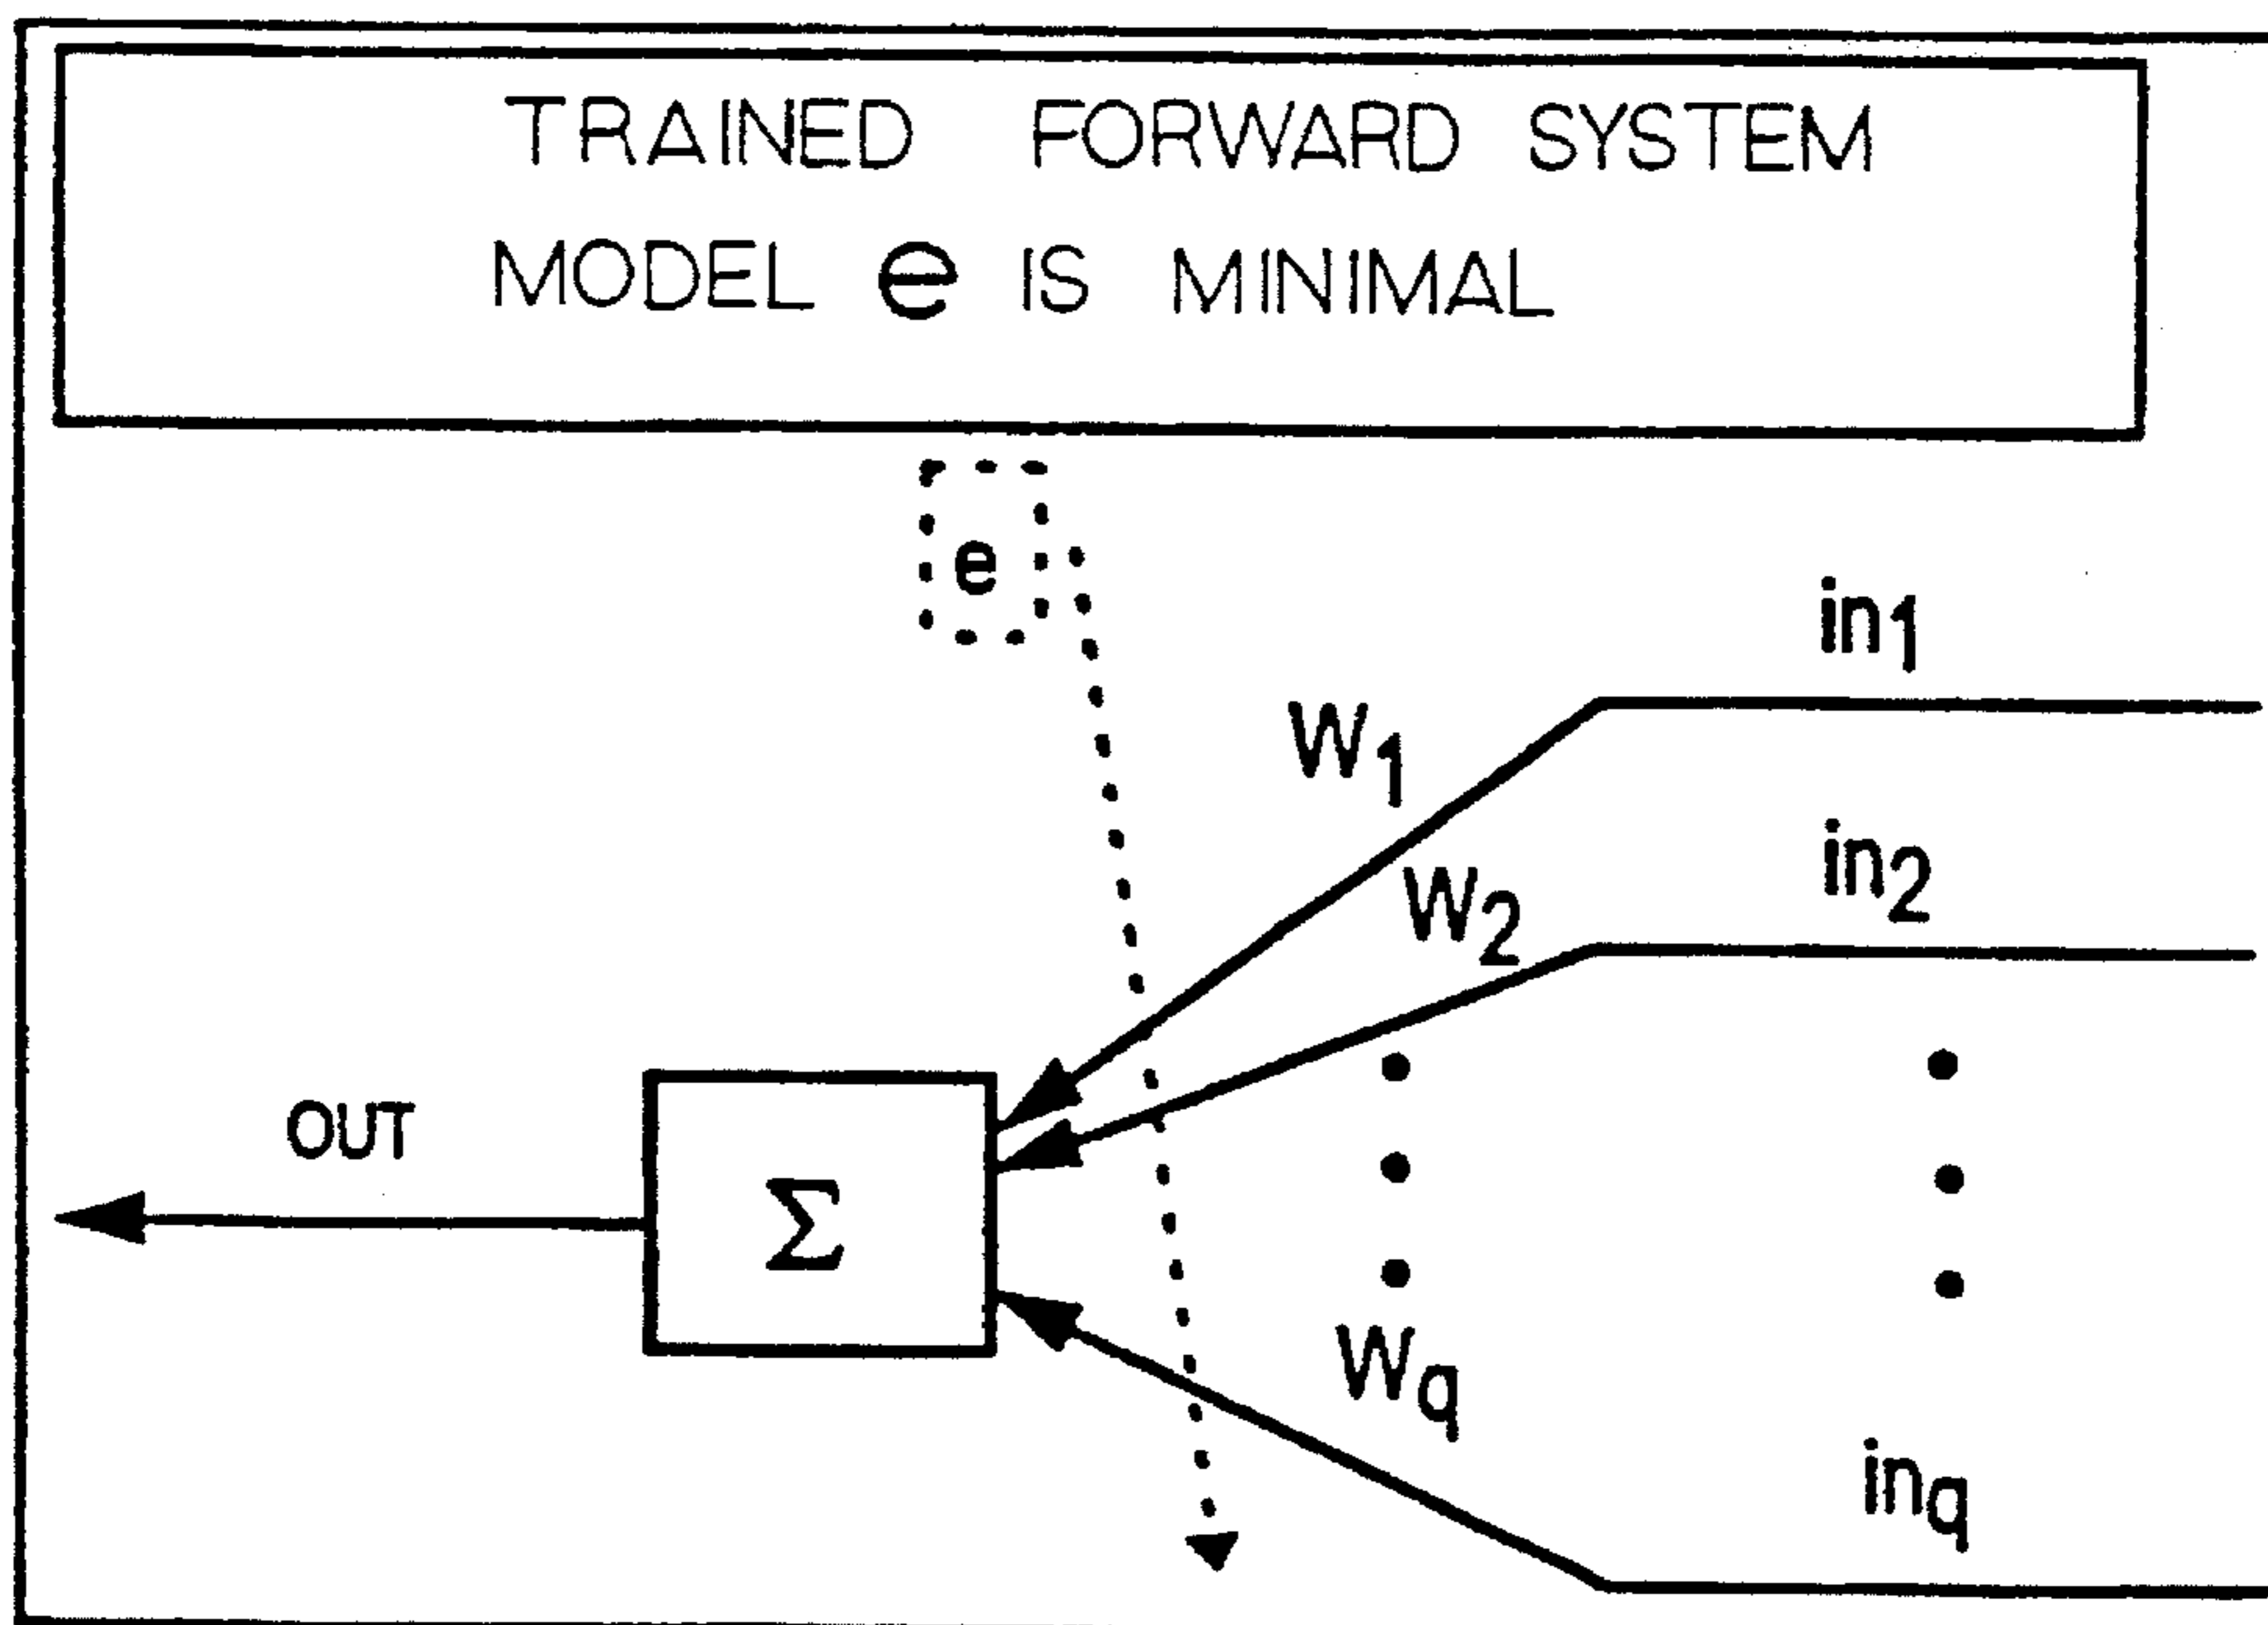 TRAINED FORWARD SYSTEM
MODEL e IS MINIMAL
e
in1
W1
in2
W2
OUT
Σ
Wq
inq